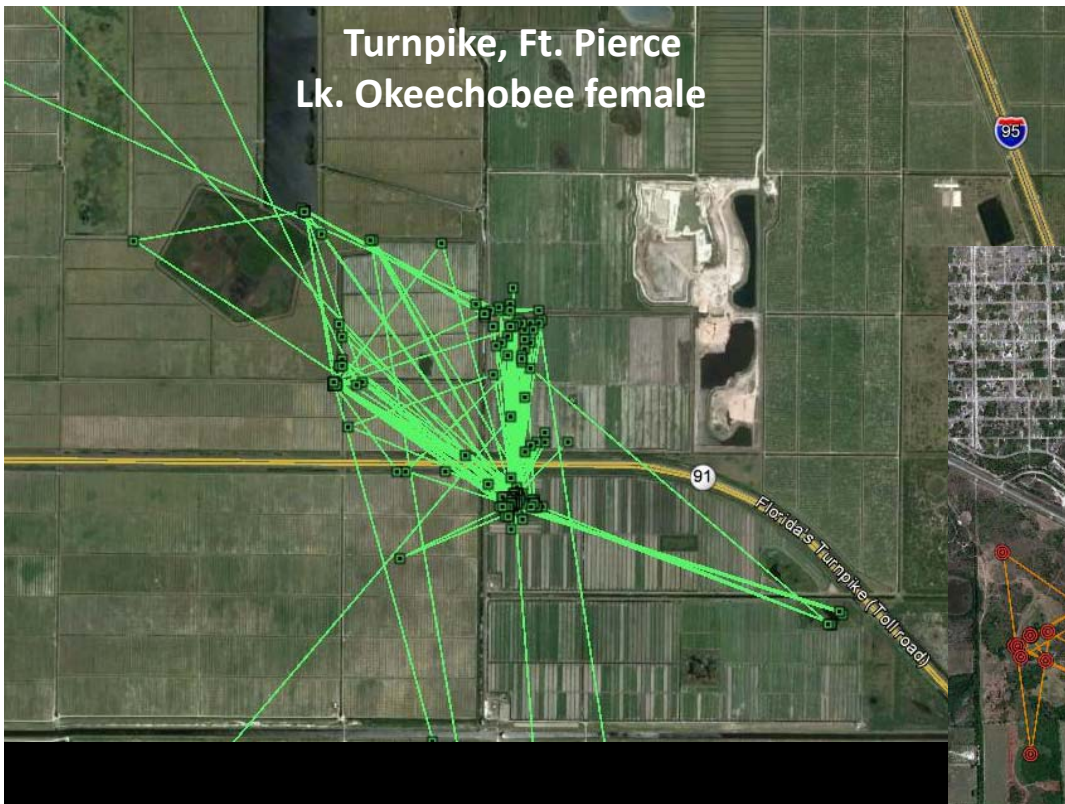 Turnpike, Ft. Pierce
Lk. Okeechobee female
95
91
Florida's Turnpike (Toll road)